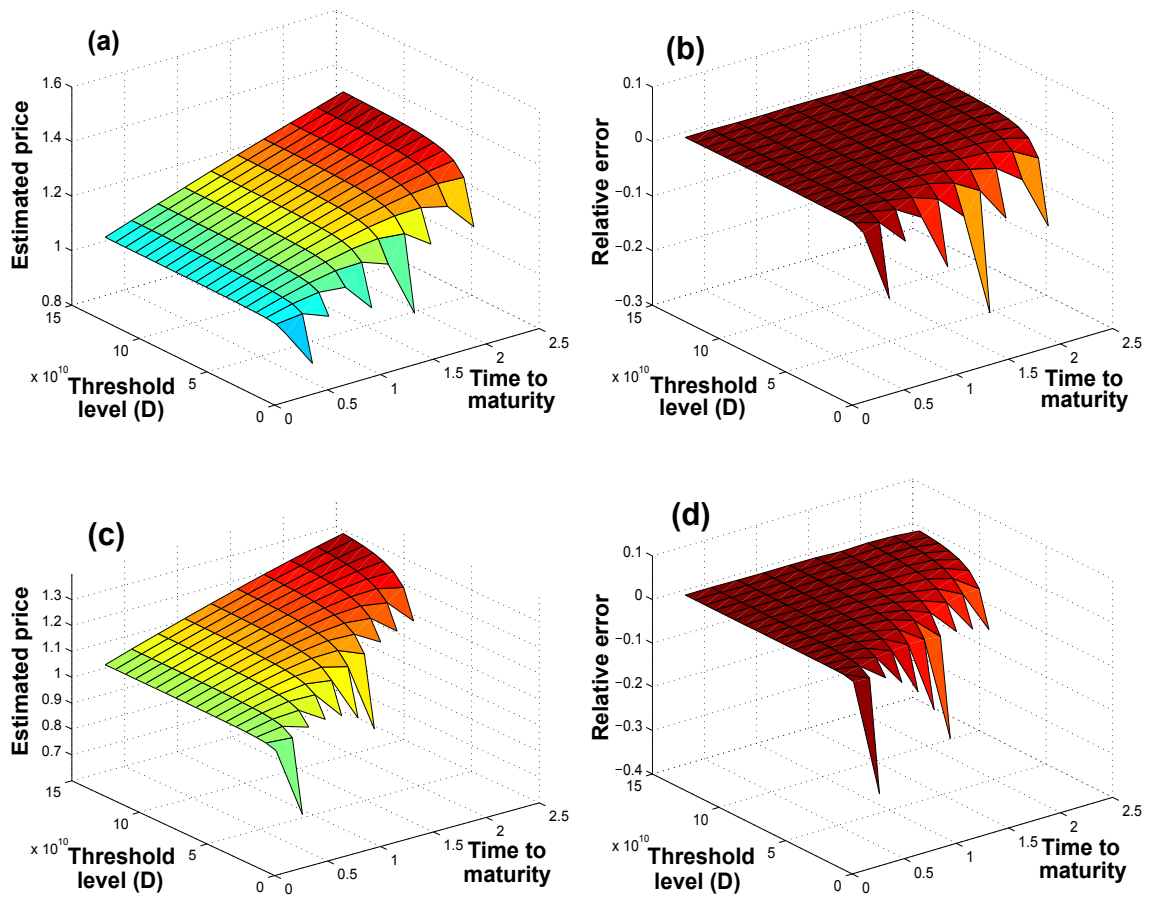 (a)
Estimated price
1.6
1.4
1.2
1
0.8
15
10
5
0
x 10^10
Threshold
level (D)
0
0.5
1
1.5
2
2.5
Time to
maturity
(b)
Relative error
0.1
0
−0.1
−0.2
−0.3
15
10
5
0
x 10^10
Threshold
level (D)
0
0.5
1
1.5
2
2.5
Time to
maturity
(c)
Estimated price
1.3
1.2
1.1
1
0.9
0.8
0.7
15
10
5
0
x 10^10
Threshold
level (D)
0
0.5
1
1.5
2
2.5
Time to
maturity
(d)
Relative error
0.1
0
−0.1
−0.2
−0.3
−0.4
15
10
5
0
x 10^10
Threshold
level (D)
0
0.5
1
1.5
2
2.5
Time to
maturity